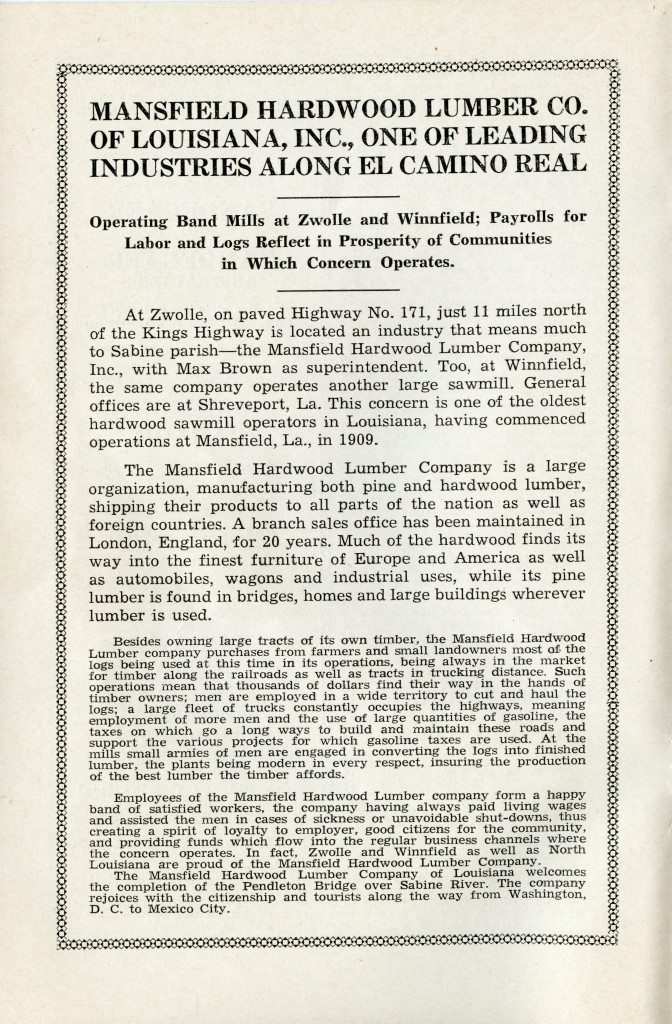 MANSFIELD HARDWOOD LUMBER CO.
OF LOUISIANA, INC., ONE OF LEADING
INDUSTRIES ALONG EL CAMINO REAL
Operating Band Mills at Zwolle and Winnfield; Payrolls for
Labor and Logs Reflect in Prosperity of Communities
in Which Concern Operates.
At Zwolle, on paved Highway No. 171, just 11 miles north
of the Kings Highway is located an industry that means much
to Sabine parish—the Mansfield Hardwood Lumber Company,
Inc., with Max Brown as superintendent. Too, at Winnfield,
the same company operates another large sawmill. General
offices are at Shreveport, La. This concern is one of the oldest
hardwood sawmill operators in Louisiana, having commenced
operations at Mansfield, La., in 1909.
The Mansfield Hardwood Lumber Company is a large
organization, manufacturing both pine and hardwood lumber,
shipping their products to all parts of the nation as well as
foreign countries. A branch sales office has been maintained in
London, England, for 20 years. Much of the hardwood finds its
way into the finest furniture of Europe and America as well
as automobiles, wagons and industrial uses, while its pine
lumber is found in bridges, homes and large buildings wherever
lumber is used.
Besides owning large tracts of its own timber, the Mansfield Hardwood
Lumber company purchases from farmers and small landowners most of the
logs being used at this time in its operations, being always in the market
for timber along the railroads as well as tracts in trucking distance. Such
operations mean that thousands of dollars find their way in the hands of
timber owners; men are employed in a wide territory to cut and haul the
logs; a large fleet of trucks constantly occupies the highways, meaning
employment of more men and the use of large quantities of gasoline, the
taxes on which go a long ways to build and maintain these roads and
support the various projects for which gasoline taxes are used. At the
mills small armies of men are engaged in converting the logs into finished
lumber, the plants being modern in every respect, insuring the production
of the best lumber the timber affords.
Employees of the Mansfield Hardwood Lumber company form a happy
band of satisfied workers, the company having always paid living wages
and assisted the men in cases of sickness or unavoidable shut-downs, thus
creating a spirit of loyalty to employer, good citizens for the community,
and providing funds which flow into the regular business channels where
the concern operates. In fact, Zwolle and Winnfield as well as North
Louisiana are proud of the Mansfield Hardwood Lumber Company.
The Mansfield Hardwood Lumber Company of Louisiana welcomes
the completion of the Pendleton Bridge over Sabine River. The company
rejoices with the citizenship and tourists along the way from Washington,
D. C. to Mexico City.